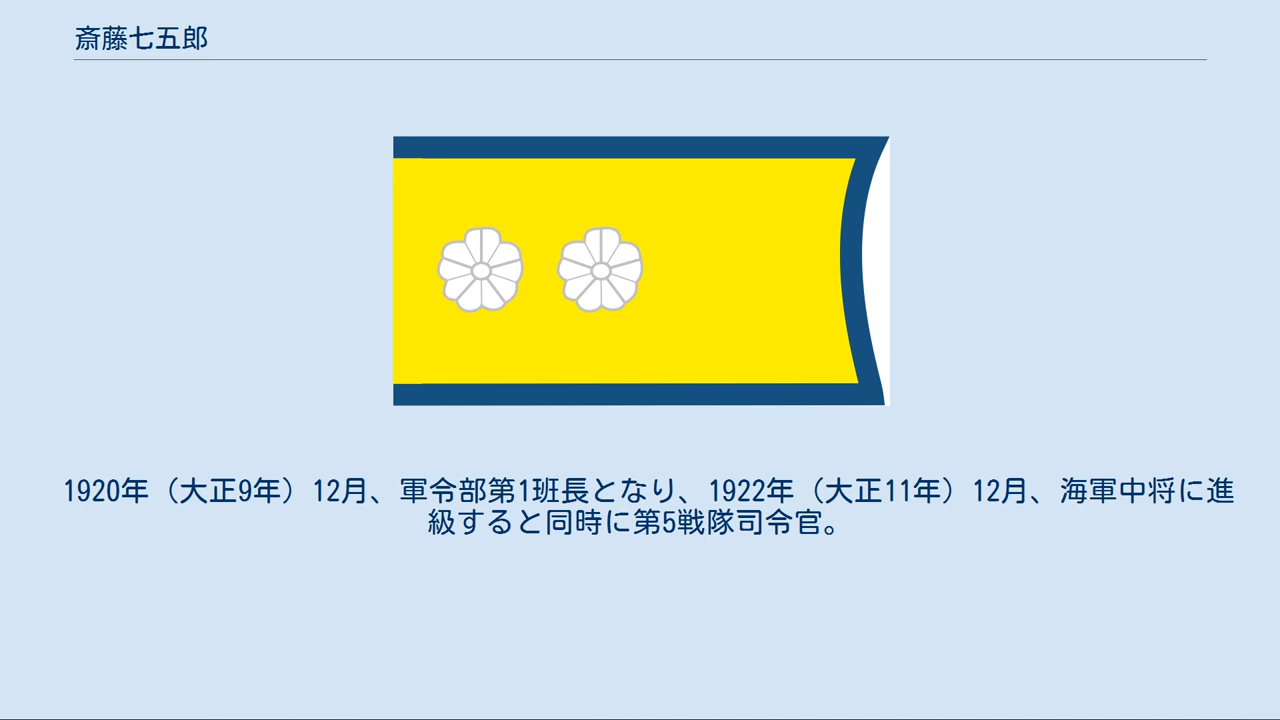 斎藤七五郎
1920年（大正9年）12月、軍令部第1班長となり、1922年（大正11年）12月、海軍中将に進
級すると同時に第5戦隊司令官。